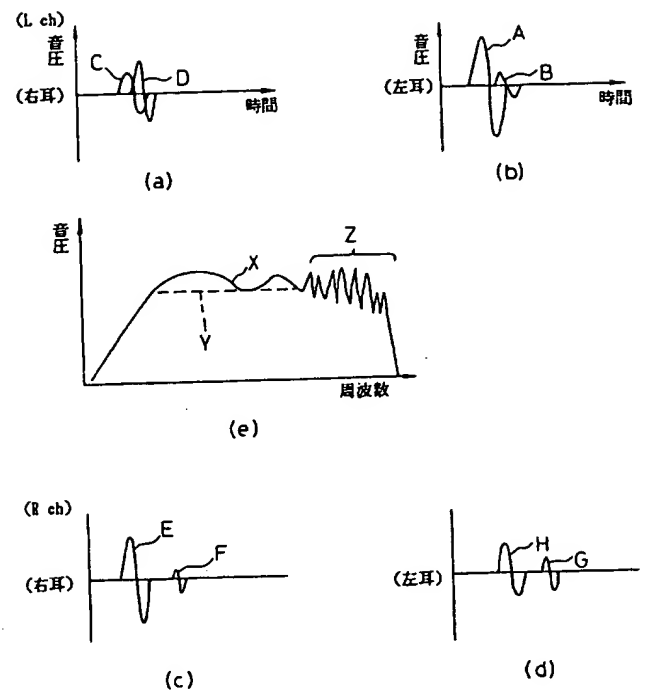 (L ch)
音圧
C
D
(右耳)
時間
(a)
音圧
A
B
(左耳)
時間
(b)
音圧
Z
X
Y
周波数
(e)
(R ch)
E
F
(右耳)
(c)
H
G
(左耳)
(d)